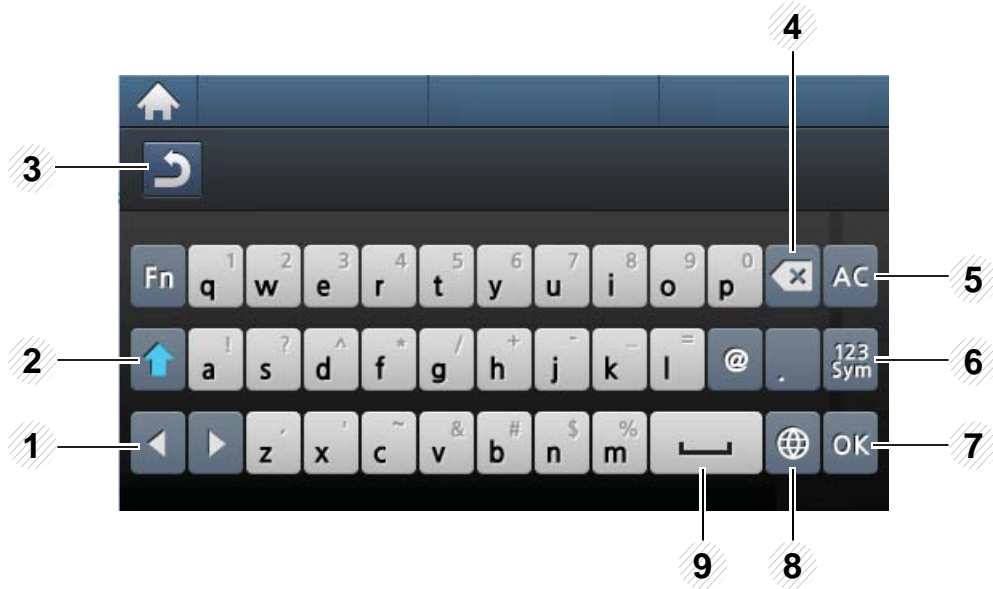 4
3
Fn q 1 w 2 e 3 r 4 t 5 y 6 u 7 i 8 o 9 p 0 AC 5
2 a ! s ? d ^ f * g / h + j - k _ l = @ . 123 Sym 6
1 z , x ' c ~ v & b # n $ m % OK 7
9 8